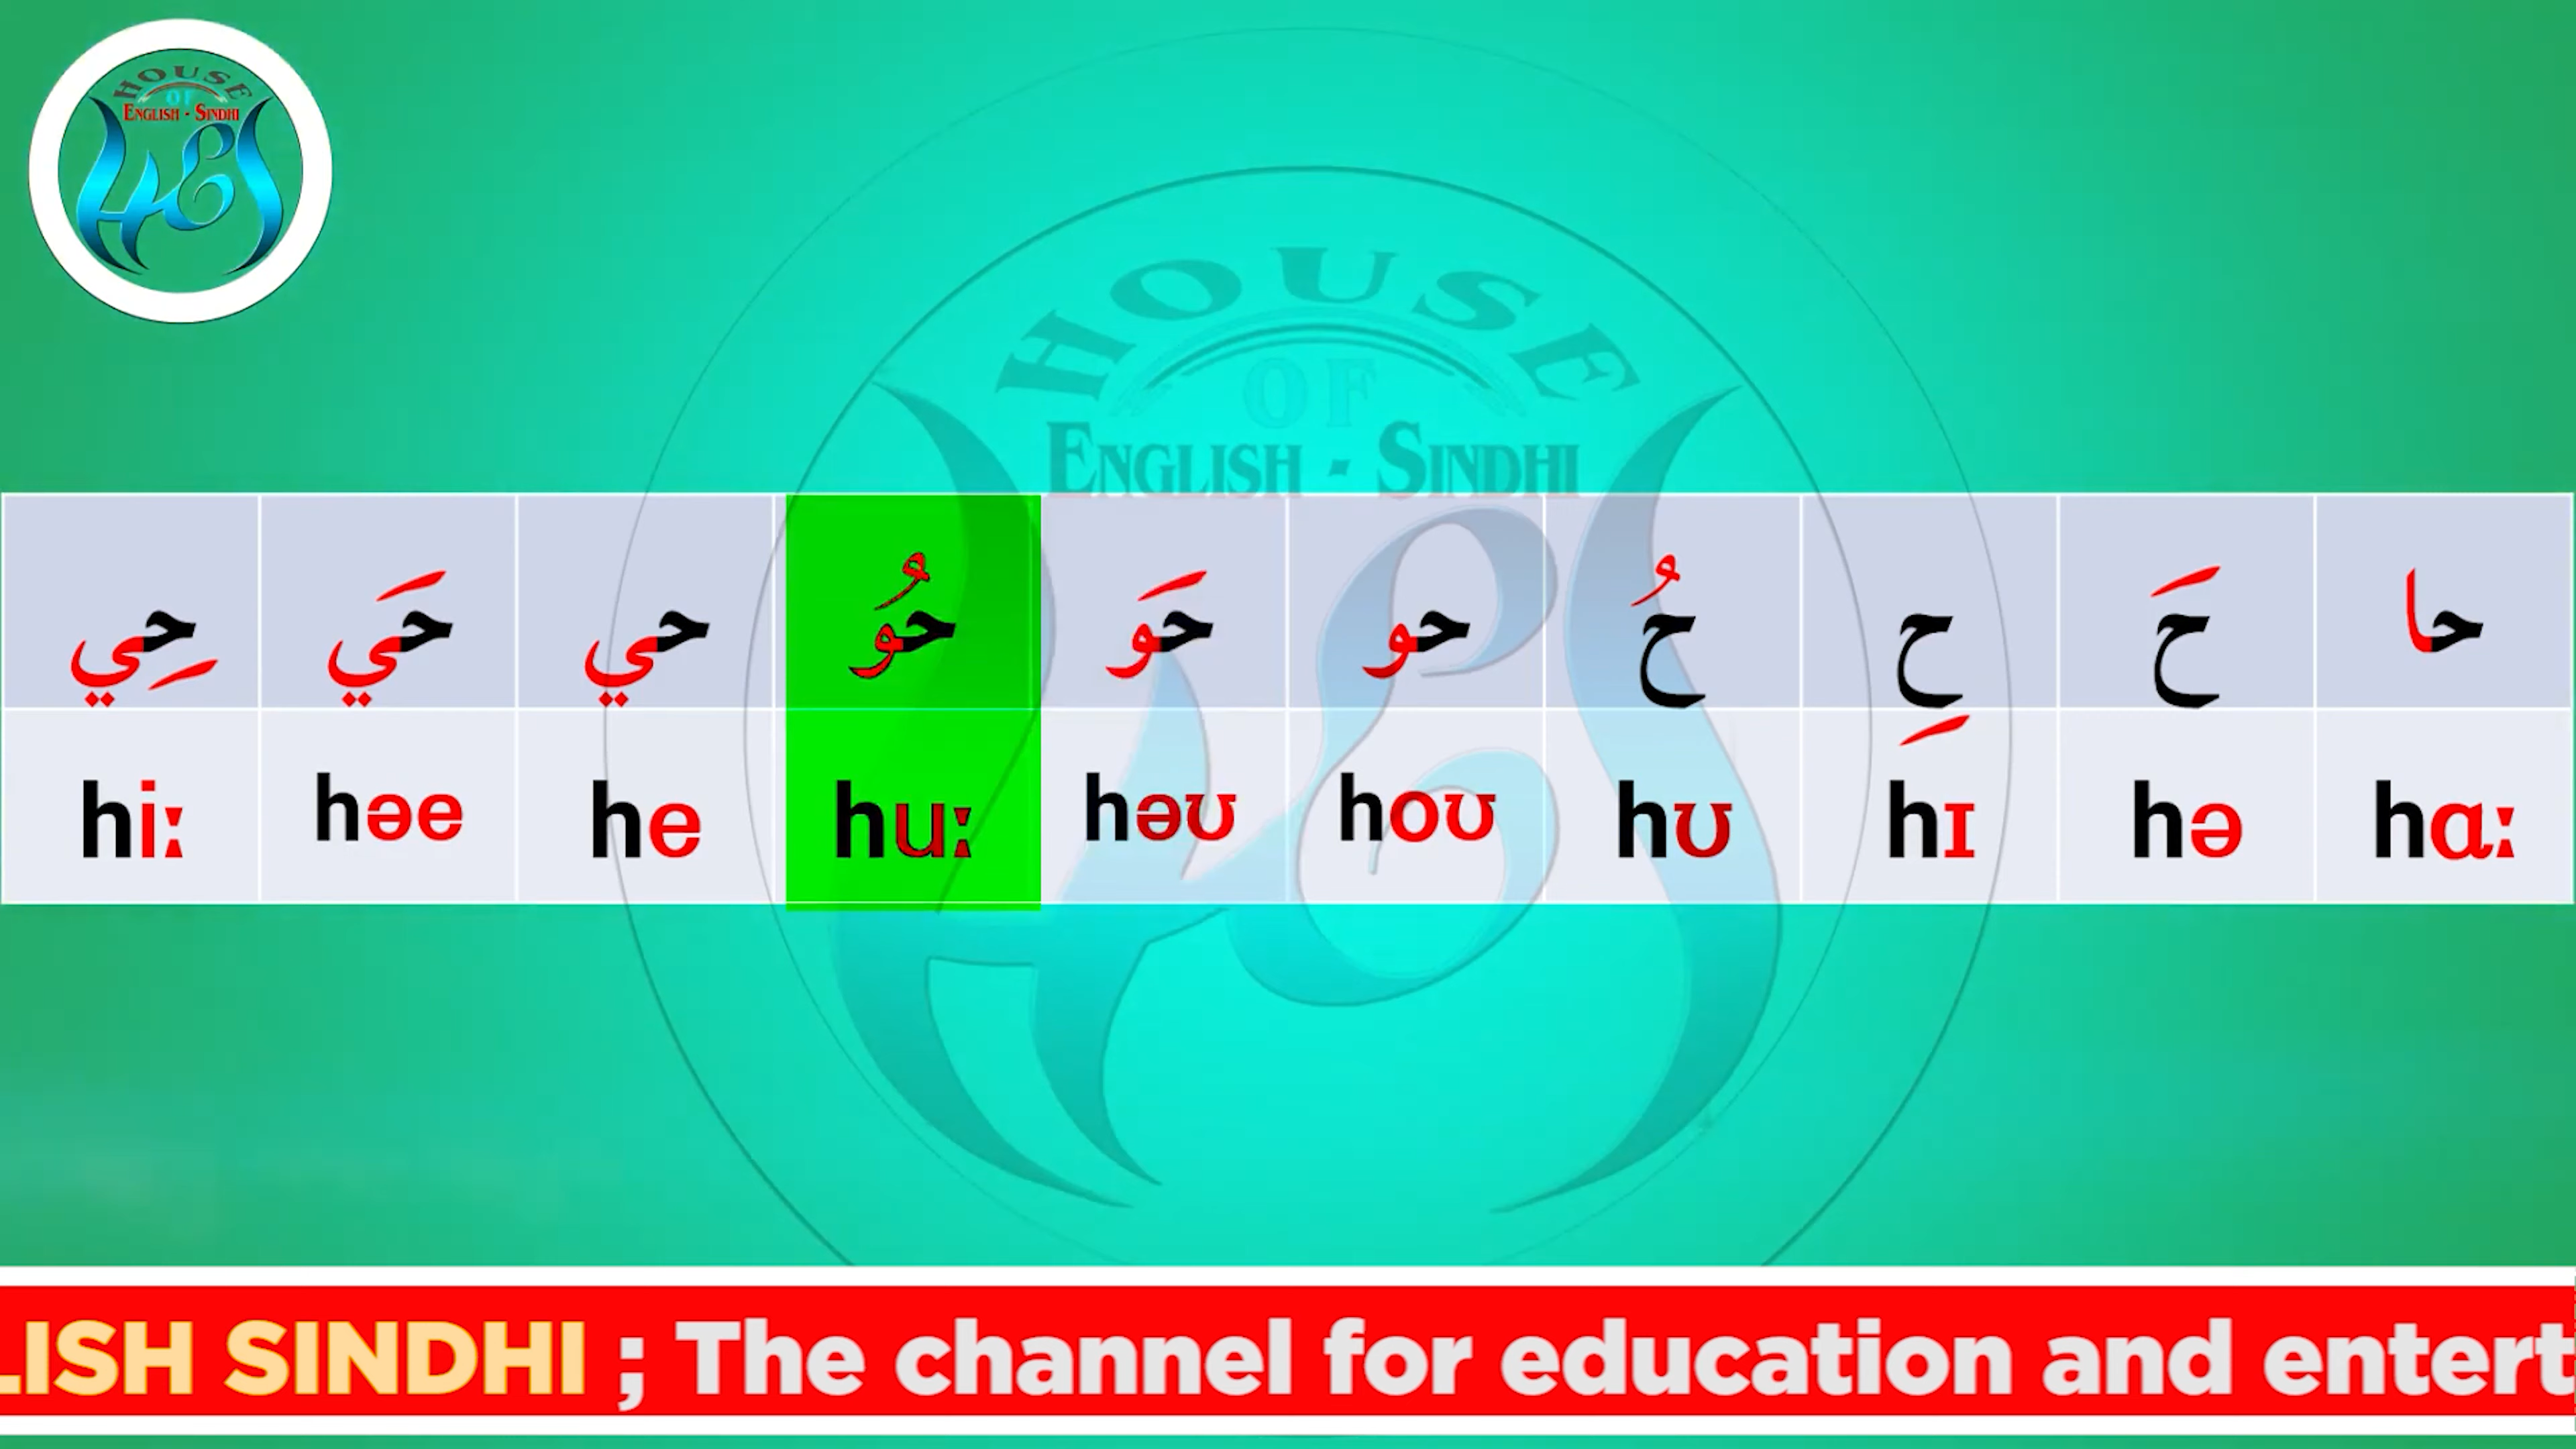 HOUSE
OF
ENGLISH - SINDHI
HOUSE
OF
ENGLISH - SINDHI
حا حَ حِ حُ حو حَو حُو حي حَي حِي
hiː həe he huː həʊ hoʊ hʊ hɪ hə hɑː
LISH SINDHI ; The channel for education and entert